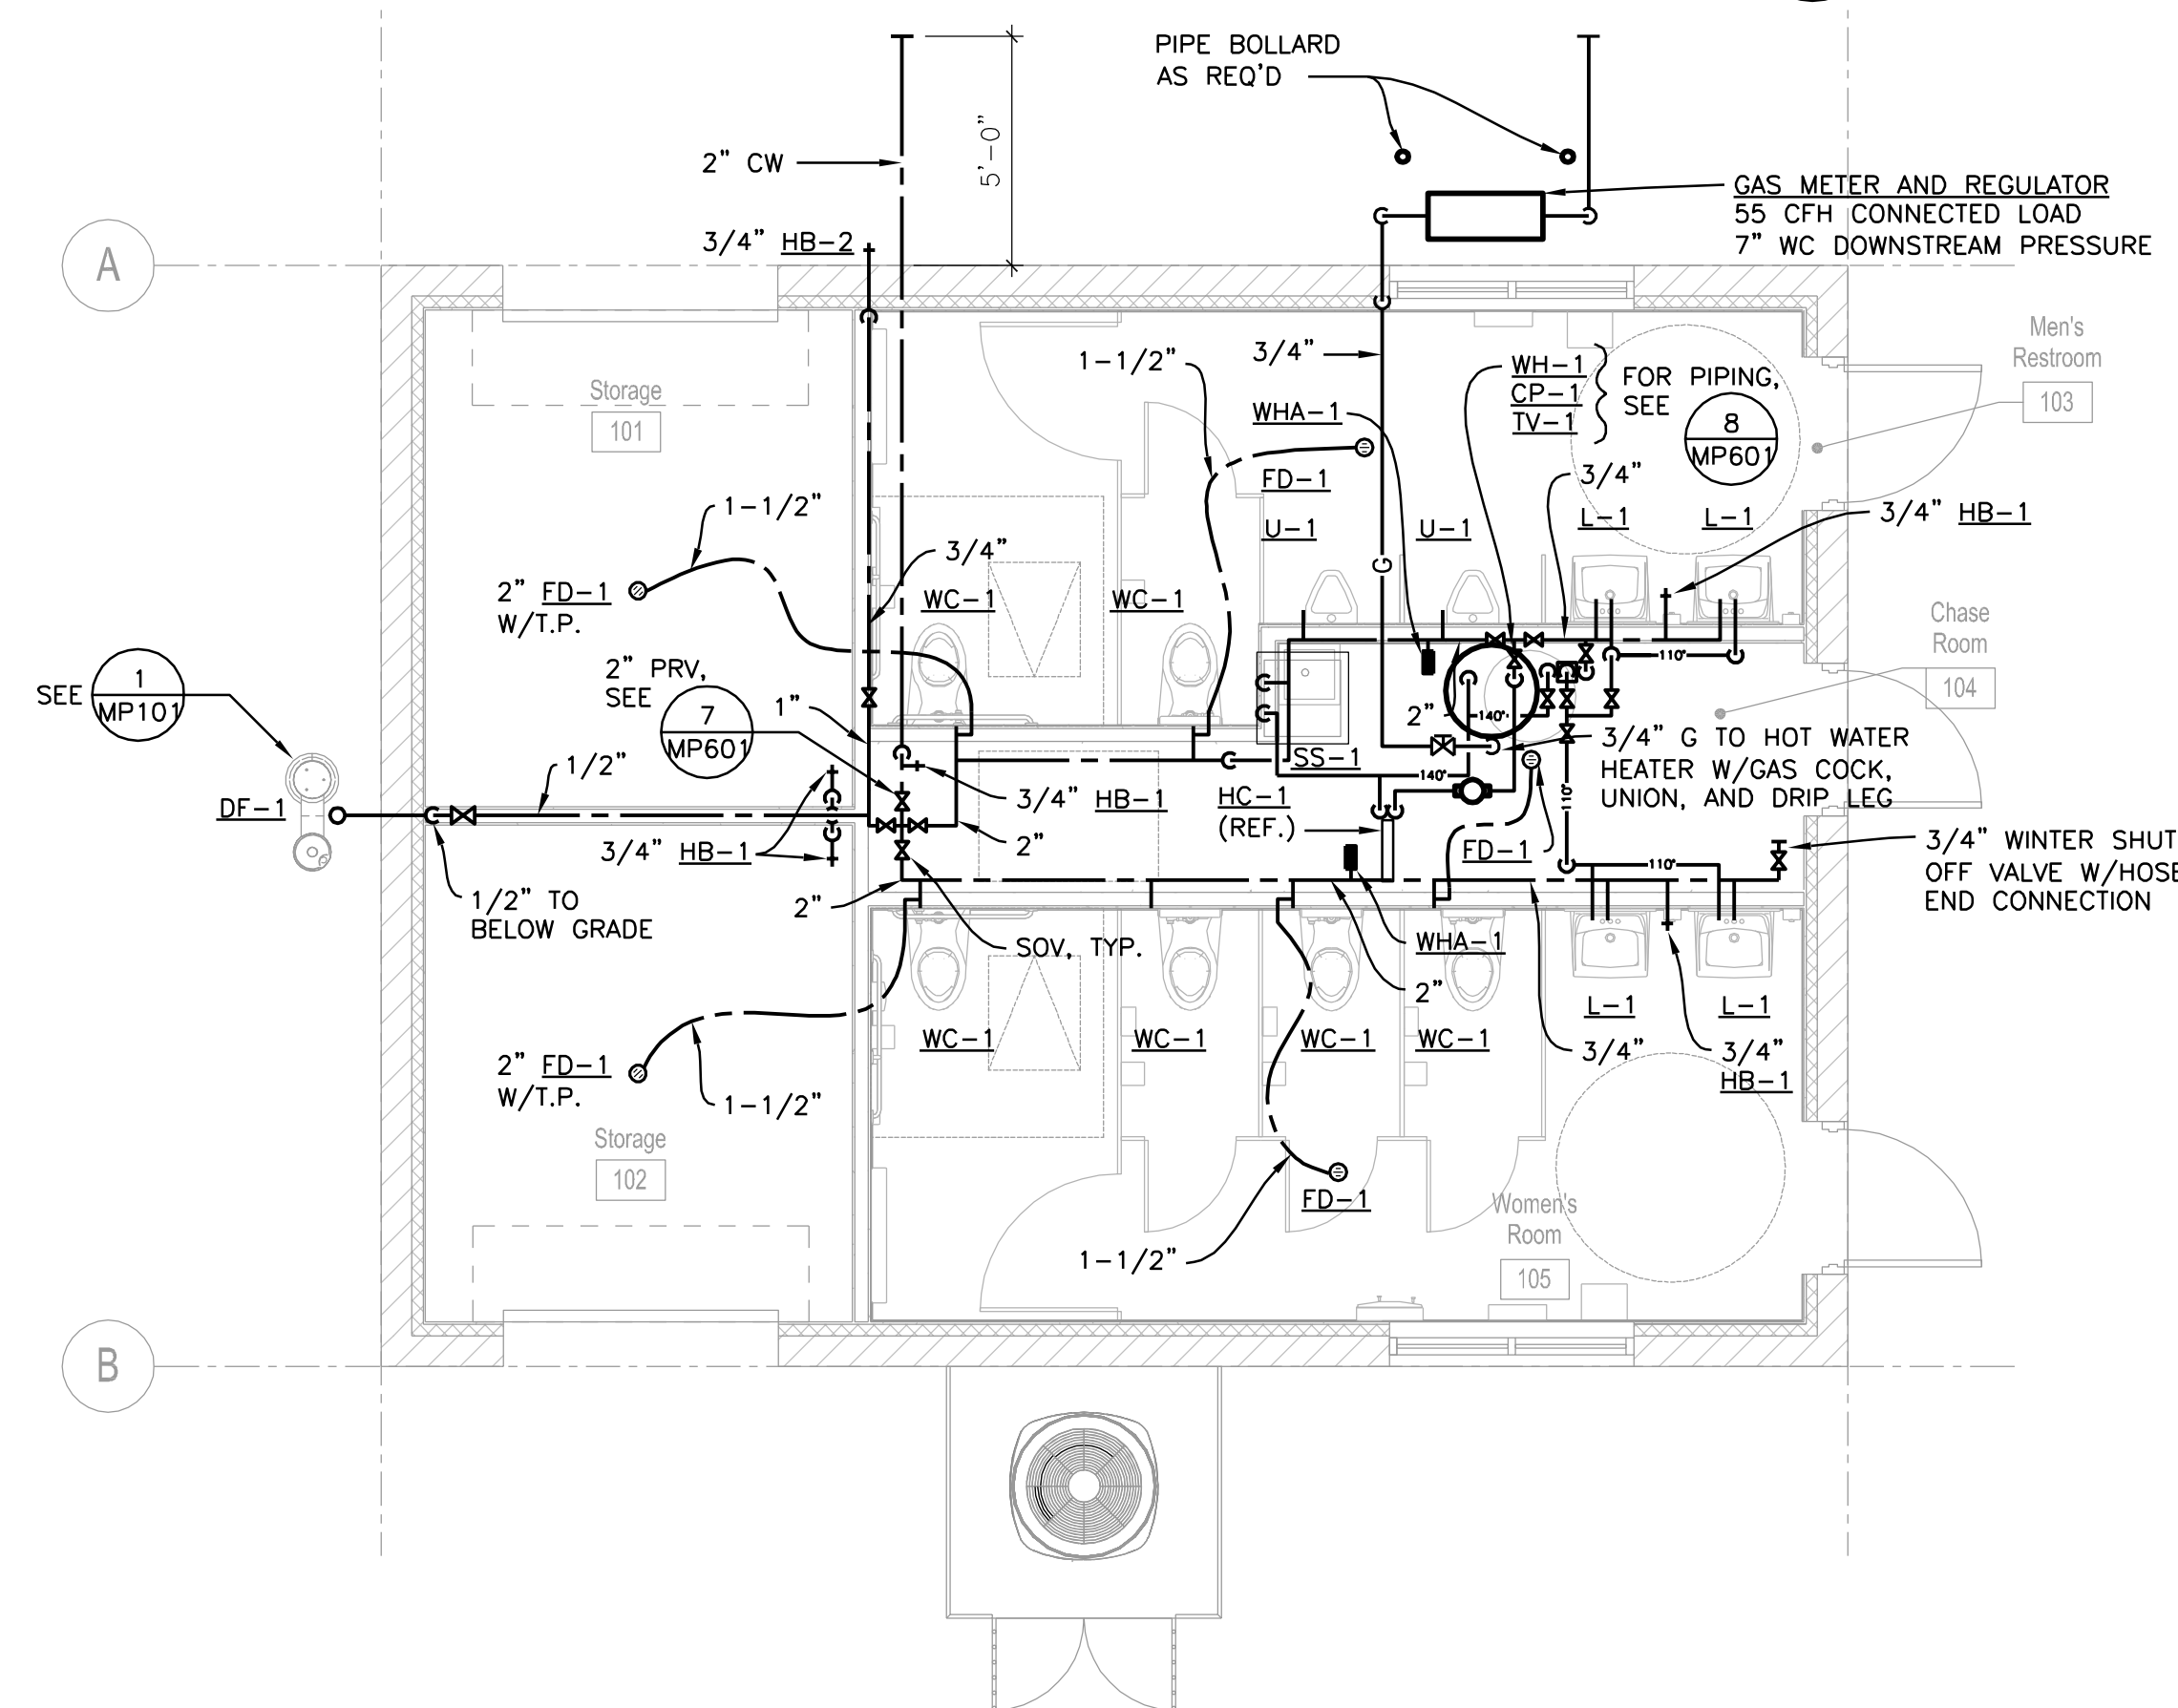 PIPE BOLLARD
AS REQ'D
2" CW
5'-0"
GAS METER AND REGULATOR
55 CFH CONNECTED LOAD
7" WC DOWNSTREAM PRESSURE
3/4" HB-2
A
Men's
Restroom
103
1-1/2"
3/4"
WH-1
CP-1
TV-1
FOR PIPING,
SEE
8
MP601
Storage
101
WHA-1
FD-1
3/4"
1-1/2"
U-1
U-1
L-1
L-1
3/4" HB-1
3/4"
2" FD-1
W/T.P.
WC-1
WC-1
G
Chase
Room
104
110°
SEE
1
MP101
2" PRV,
SEE
7
MP601
1"
2"
140°
SS-1
3/4" G TO HOT WATER
HEATER W/GAS COCK,
UNION, AND DRIP LEG
1/2"
140°
DF-1
3/4" HB-1
HC-1
(REF.)
110°
2"
3/4" HB-1
FD-1
110°
3/4" WINTER SHUT
OFF VALVE W/HOSE
END CONNECTION
1/2" TO
BELOW GRADE
2"
SOV, TYP.
WHA-1
2"
L-1
L-1
WC-1
WC-1
WC-1
WC-1
3/4"
3/4"
HB-1
2" FD-1
W/T.P.
1-1/2"
Storage
102
FD-1
Women's
Room
105
1-1/2"
B